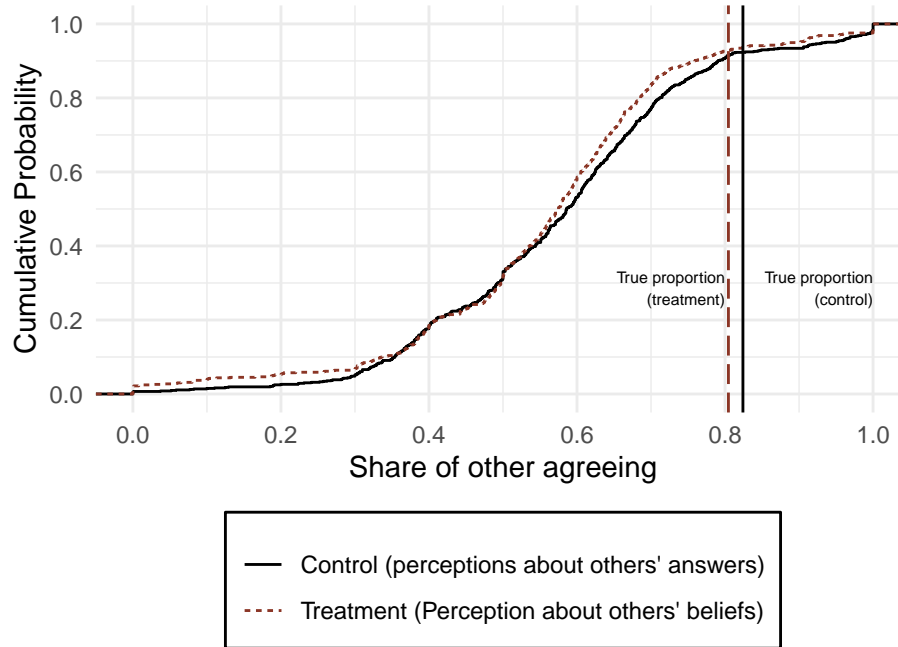 1.0
0.8
0.6
0.4
0.2
0.0
Cumulative Probability
True proportion
(treatment)
True proportion
(control)
0.0 0.2 0.4 0.6 0.8 1.0
Share of other agreeing
Control (perceptions about others' answers)
Treatment (Perception about others' beliefs)